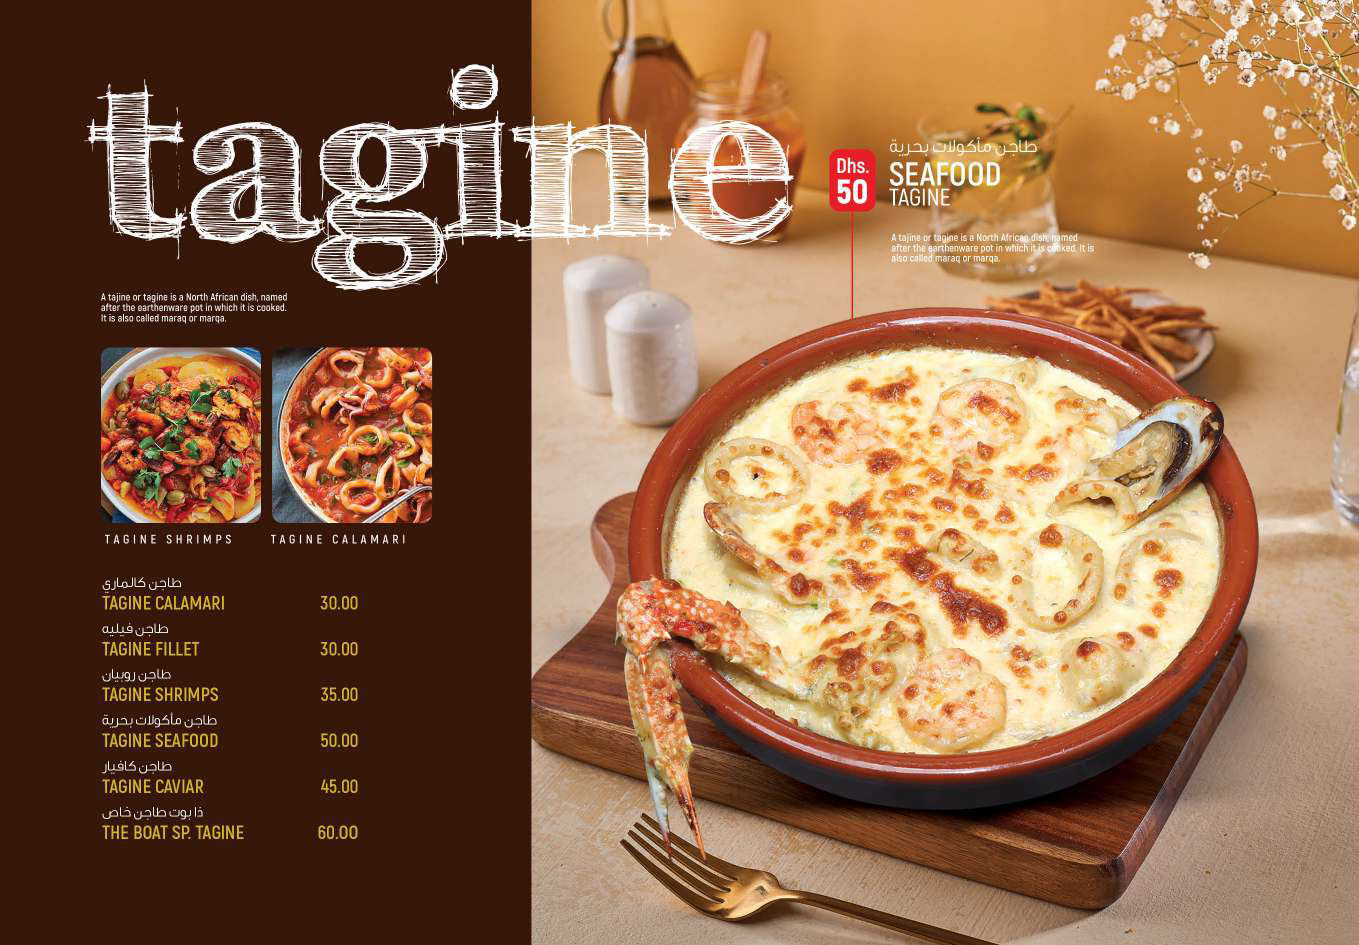 tagine
A tajine or tagine is a North African dish, named
after the earthenware pot in which it is cooked.
It is also called maraq or marqa.
TAGINE SHRIMPS
TAGINE CALAMARI
طاجن كالماري
TAGINE CALAMARI 30.00
طاجن فيليه
TAGINE FILLET 30.00
طاجن روبيان
TAGINE SHRIMPS 35.00
طاجن مأكولات بحرية
TAGINE SEAFOOD 50.00
طاجن كافيار
TAGINE CAVIAR 45.00
ذا بوت طاجن خاص
THE BOAT SP. TAGINE 60.00
Dhs.
50
طاجن مأكولات بحرية
SEAFOOD
TAGINE
A tajine or tagine is a North African dish, named
after the earthenware pot in which it is cooked. It is
also called maraq or marqa.